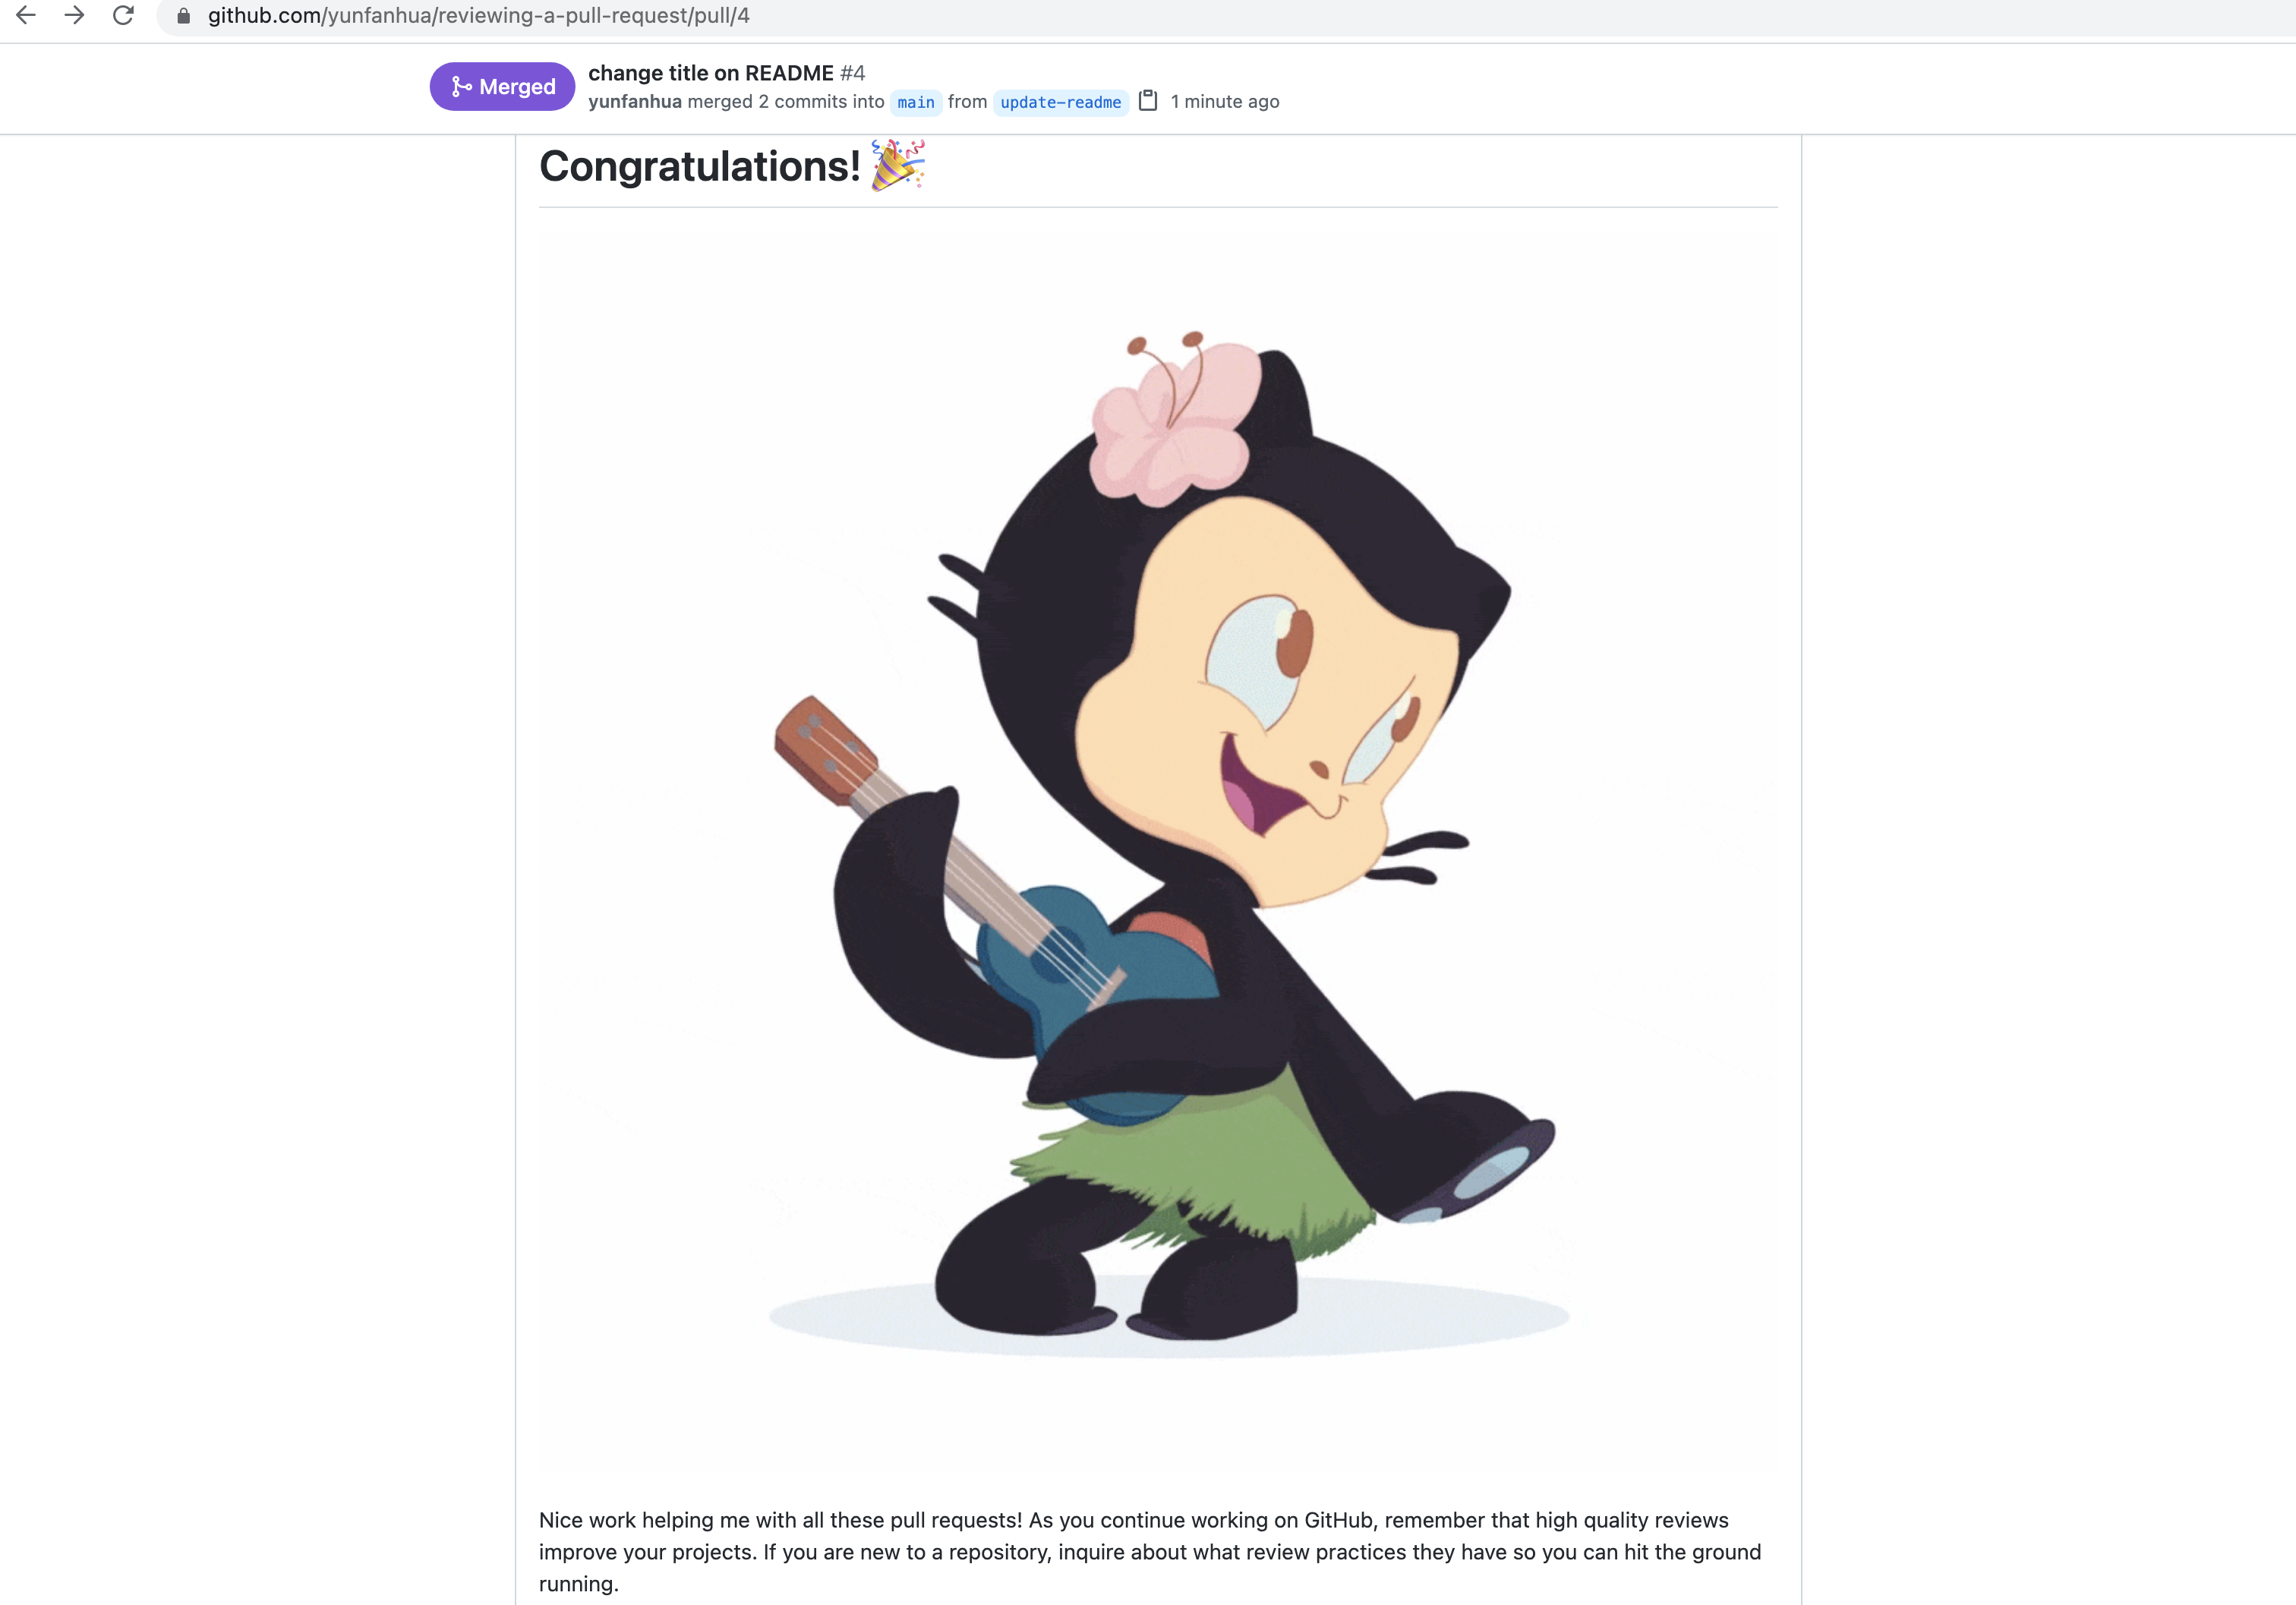 github.com/yunfanhua/reviewing-a-pull-request/pull/4
Merged
change title on README #4
yunfanhua merged 2 commits into main from update-readme 1 minute ago
Congratulations! 🎉
Nice work helping me with all these pull requests! As you continue working on GitHub, remember that high quality reviews
improve your projects. If you are new to a repository, inquire about what review practices they have so you can hit the ground
running.